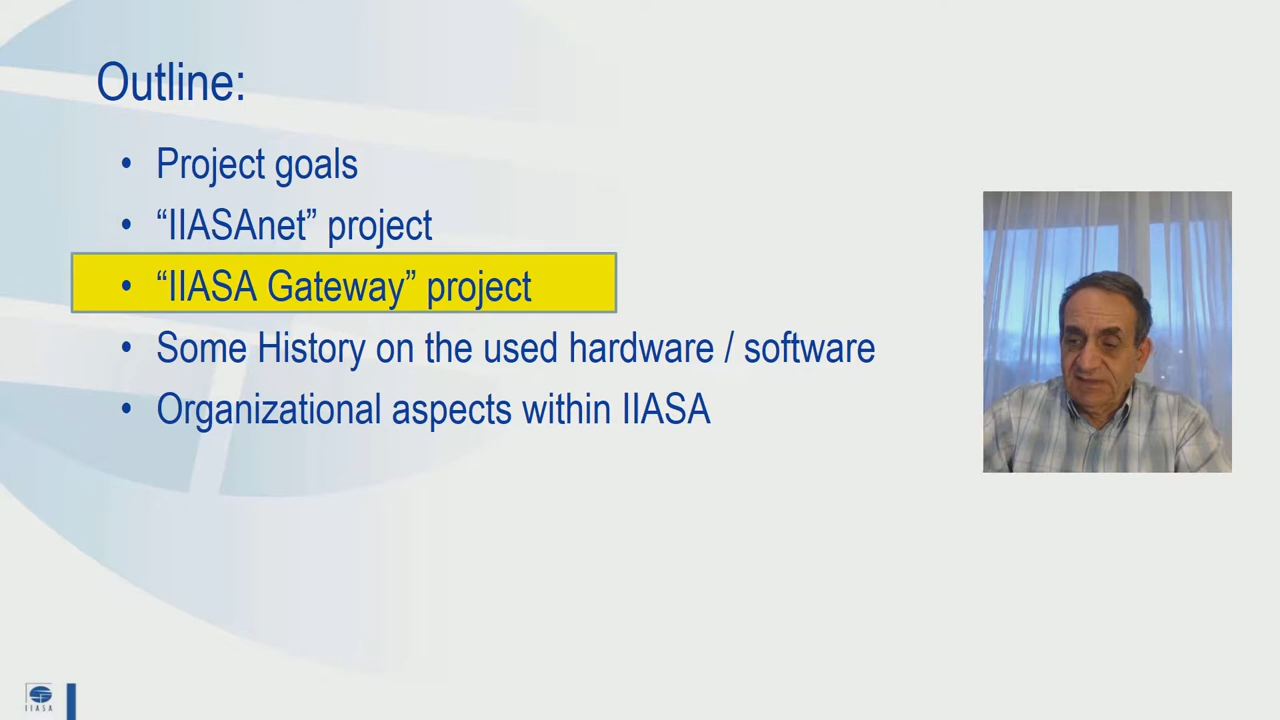 Outline:
• Project goals
• “IIASAnet” project
• “IIASA Gateway” project
• Some History on the used hardware / software
• Organizational aspects within IIASA
IIASA